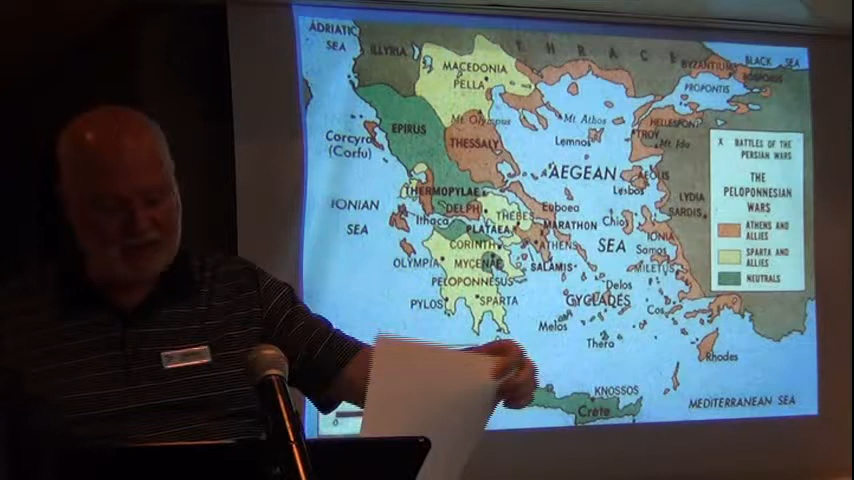 ADRIATIC
SEA
ILLYRIA
THRACE
BLACK SEA
BYZANTIUM
BOSPORUS
PROPONTIS
MACEDONIA
PELLA
Mt. Olympus
Mt. Athos
HELLESPONT
TROY
Mt. Ida
EPIRUS
THESSALY
Lemnos
Corcyra
(Corfu)
AEGEAN
SEA
AEOLIS
Lesbos
LYDIA
SARDIS
THERMOPYLAE
DELPHI
IONIAN
SEA
Ithaca
THEBES
Euboea
PLATAEA
MARATHON
Chios
IONIA
CORINTH
ATHENS
Samos
OLYMPIA
MYCENAE
SALAMIS
MILETUS
PELOPONNESUS
Delos
CYCLADES
PYLOS
SPARTA
Cos
Melos
Thera
Rhodes
KNOSSOS
Crete
MEDITERRANEAN SEA
X BATTLES OF THE
PERSIAN WARS
THE
PELOPONNESIAN
WARS
ATHENS AND
ALLIES
SPARTA AND
ALLIES
NEUTRALS
0